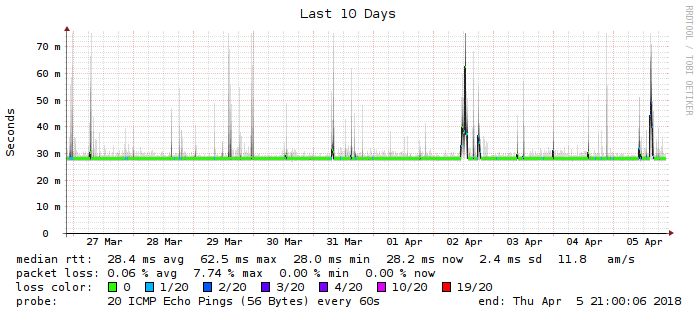 Last 10 Days
RRDTOOL / TOBI OETIKER
Seconds
70 m
60 m
50 m
40 m
30 m
20 m
10 m
0
27 Mar 28 Mar 29 Mar 30 Mar 31 Mar 01 Apr 02 Apr 03 Apr 04 Apr 05 Apr
median rtt: 28.4 ms avg 62.5 ms max 28.0 ms min 28.2 ms now 2.4 ms sd 11.8 am/s
packet loss: 0.06 % avg 7.74 % max 0.00 % min 0.00 % now
loss color: 0 1/20 2/20 3/20 4/20 10/20 19/20
probe: 20 ICMP Echo Pings (56 Bytes) every 60s end: Thu Apr 5 21:00:06 2018